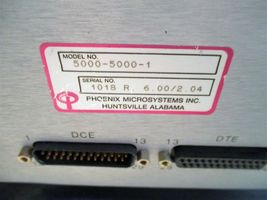 MODEL NO.
5000-5000-1
SERIAL NO.
1018 R 6.00/2.04
PHOENIX MICROSYSTEMS INC.
HUNTSVILLE ALABAMA
DCE DTE
1 13 13